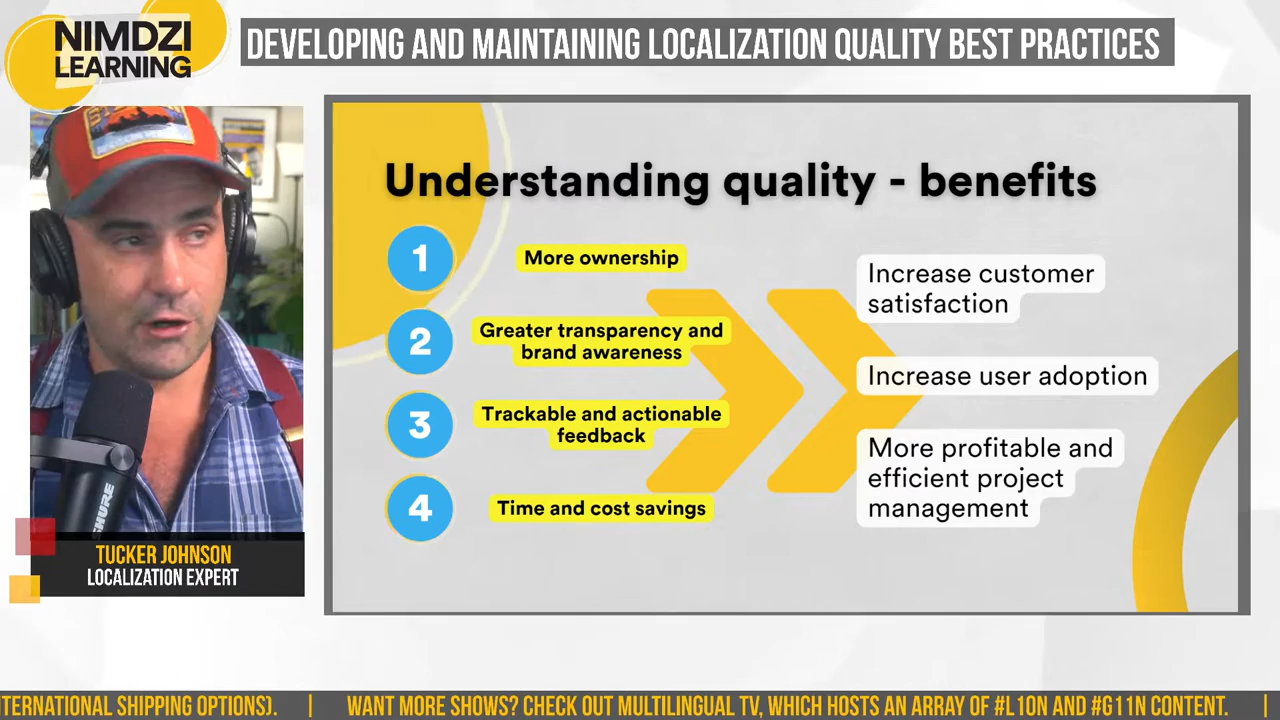 NIMDZI
LEARNING
DEVELOPING AND MAINTAINING LOCALIZATION QUALITY BEST PRACTICES
Understanding quality - benefits
1
More ownership
2
Greater transparency and
brand awareness
3
Trackable and actionable
feedback
4
Time and cost savings
Increase customer
satisfaction
Increase user adoption
More profitable and
efficient project
management
SHURE
TUCKER JOHNSON
LOCALIZATION EXPERT
TERNATIONAL SHIPPING OPTIONS). | WANT MORE SHOWS? CHECK OUT MULTILINGUAL TV, WHICH HOSTS AN ARRAY OF #L10N AND #G11N CONTENT. |